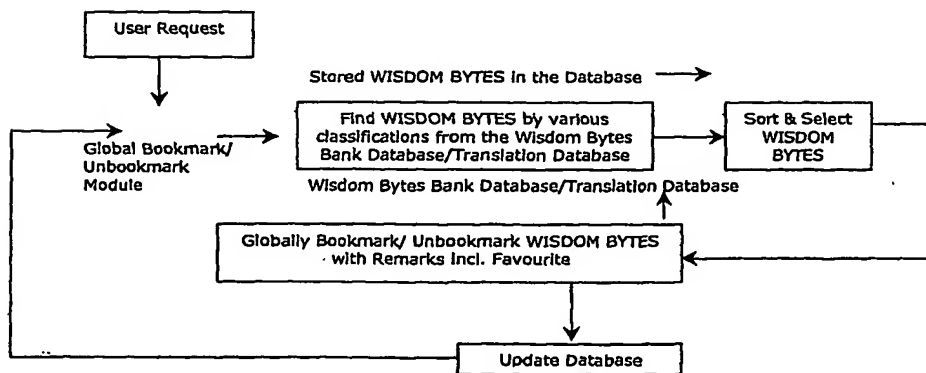 User Request
Stored WISDOM BYTES in the Database
Find WISDOM BYTES by various
classifications from the Wisdom Bytes
Bank Database/Translation Database
Sort & Select
WISDOM
BYTES
Global Bookmark/
Unbookmark
Module
Wisdom Bytes Bank Database/Translation Database
Globally Bookmark/ Unbookmark WISDOM BYTES
with Remarks Incl. Favourite
Update Database